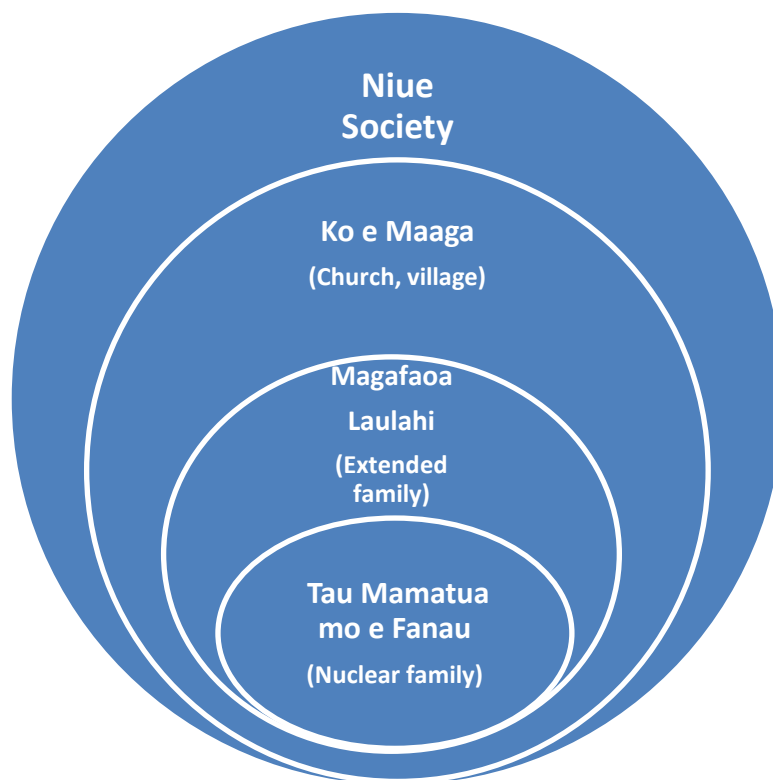 Niue
Society
Ko e Maaga
(Church, village)
Magafaoa
Laulahi
(Extended
family)
Tau Mamatua
mo e Fanau
(Nuclear family)